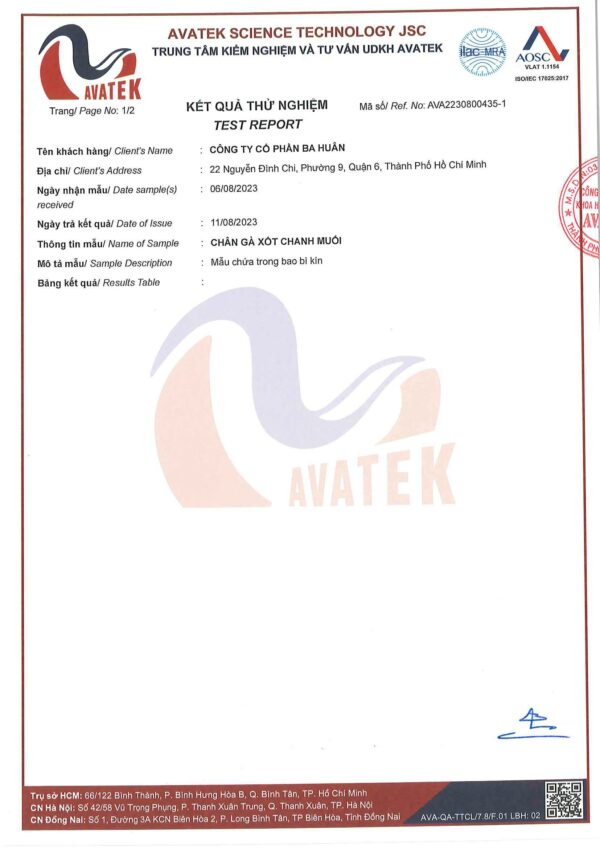 AVATEK SCIENCE TECHNOLOGY JSC
TRUNG TÂM KIỂM NGHIỆM VÀ TƯ VẤN UDKH AVATEK
AVATEK
ilac-MRA
AOSC
VLAT 1.1154
ISO/IEC 17025:2017
Trang/ Page No: 1/2
KẾT QUẢ THỬ NGHIỆM
Mã số/ Ref. No: AVA2230800435-1
TEST REPORT
Tên khách hàng/ Client's Name : CÔNG TY CỔ PHẦN BA HUÂN
Địa chỉ/ Client's Address : 22 Nguyễn Đình Chi, Phường 9, Quận 6, Thành Phố Hồ Chí Minh
Ngày nhận mẫu/ Date sample(s) : 06/08/2023
received
Ngày trả kết quả/ Date of Issue : 11/08/2023
Thông tin mẫu/ Name of Sample : CHÂN GÀ XÓT CHANH MUỐI
Mô tả mẫu/ Sample Description : Mẫu chứa trong bao bì kín
Bảng kết quả/ Results Table :
M.S.D.N:03
CÔNG
KHOA H
AVA
THÀNH PH
AVATEK
Trụ sở HCM: 66/122 Bình Thành, P. Bình Hưng Hòa B, Q. Bình Tân, TP. Hồ Chí Minh
CN Hà Nội: Số 42/58 Vũ Trọng Phụng, P. Thanh Xuân Trung, Q. Thanh Xuân, TP. Hà Nội
CN Đồng Nai: Số 1, Đường 3A KCN Biên Hòa 2, P. Long Bình Tân, TP Biên Hòa, Tỉnh Đồng Nai
AVA-QA-TTCL/7.8/F.01 LBH: 02